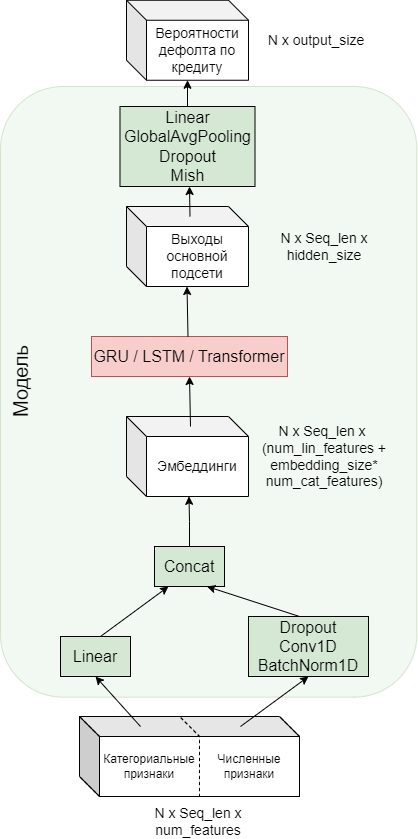 Вероятности
дефолта по
кредиту
N x output_size
Linear
GlobalAvgPooling
Dropout
Mish
Выходы
основной
подсети
N x Seq_len x
hidden_size
GRU / LSTM / Transformer
Модель
Эмбеддинги
N x Seq_len x
(num_lin_features +
embedding_size*
num_cat_features)
Concat
Linear
Dropout
Conv1D
BatchNorm1D
Категориальные
признаки
Численные
признаки
N x Seq_len x
num_features